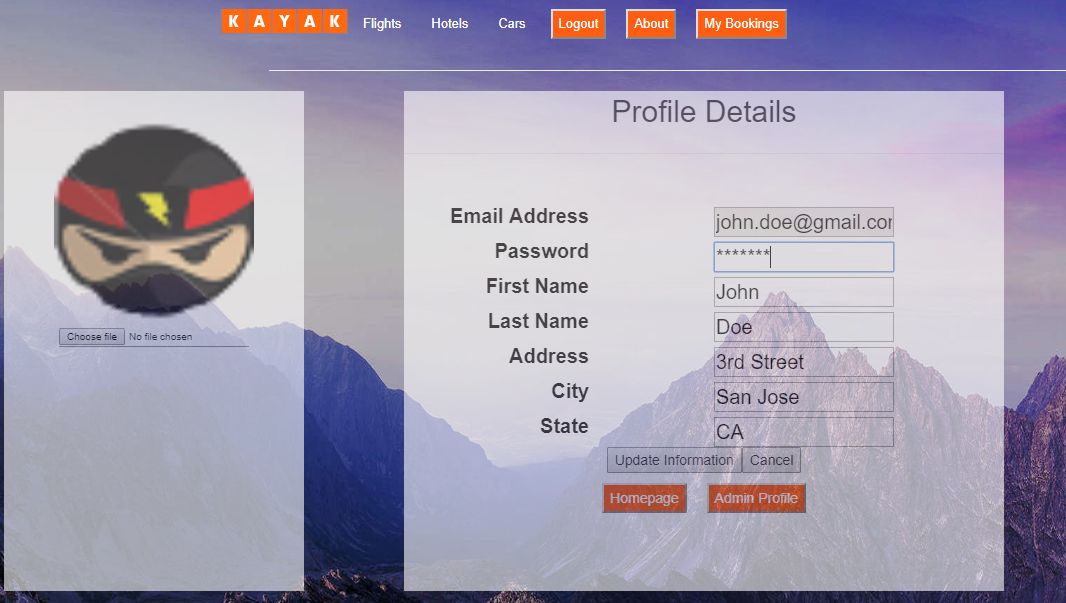 KAYAK Flights Hotels Cars Logout About My Bookings
Profile Details
Email Address john.doe@gmail.cor
Password *******
First Name John
Last Name Doe
Address 3rd Street
City San Jose
State CA
Choose file No file chosen
Update Information Cancel
Homepage Admin Profile